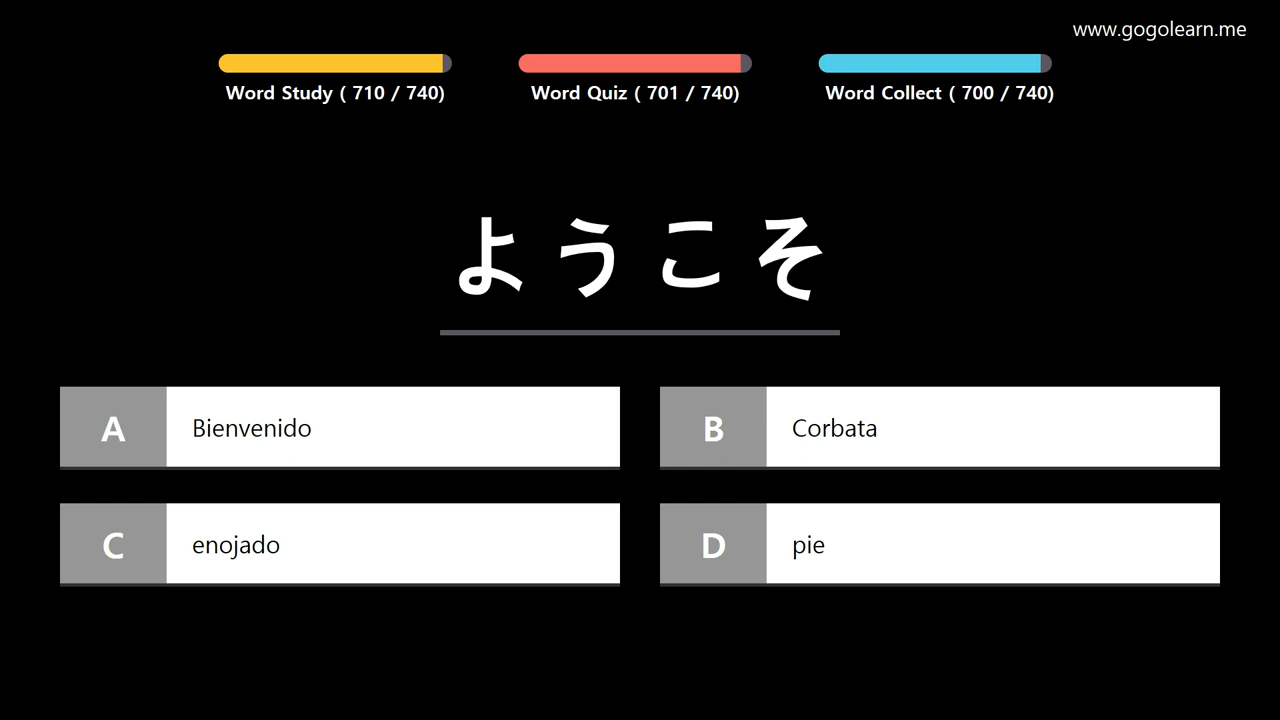 www.gogolearn.me
Word Study ( 710 / 740)
Word Quiz ( 701 / 740)
Word Collect ( 700 / 740)
ようこそ
A Bienvenido
B Corbata
C enojado
D pie